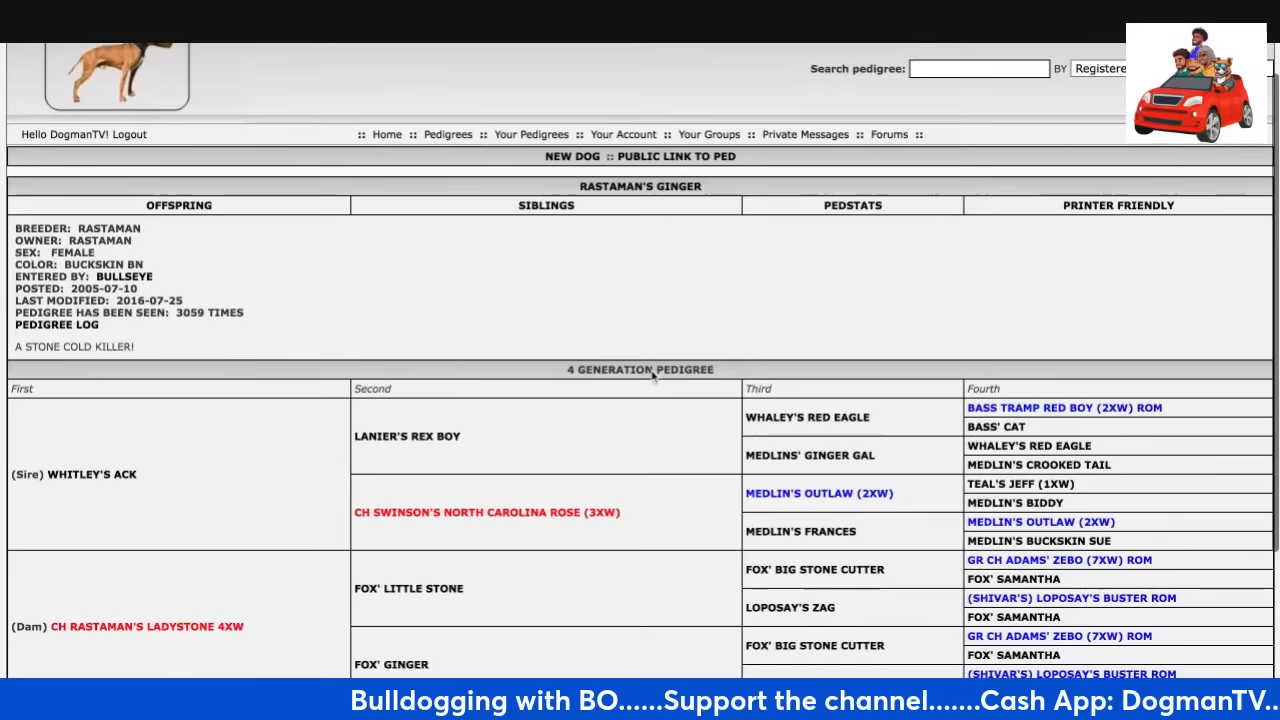 Search pedigree: BY Registere
Hello DogmanTV! Logout :: Home :: Pedigrees :: Your Pedigrees :: Your Account :: Your Groups :: Private Messages :: Forums ::
NEW DOG :: PUBLIC LINK TO PED
RASTAMAN'S GINGER
OFFSPRING SIBLINGS PEDSTATS PRINTER FRIENDLY
BREEDER: RASTAMAN
OWNER: RASTAMAN
SEX: FEMALE
COLOR: BUCKSKIN BN
ENTERED BY: BULLSEYE
POSTED: 2005-07-10
LAST MODIFIED: 2016-07-25
PEDIGREE HAS BEEN SEEN: 3059 TIMES
PEDIGREE LOG
A STONE COLD KILLER!
4 GENERATION PEDIGREE
First Second Third Fourth
(Sire) WHITLEY'S ACK
LANIER'S REX BOY
WHALEY'S RED EAGLE
BASS TRAMP RED BOY (2XW) ROM
BASS' CAT
MEDLINS' GINGER GAL
WHALEY'S RED EAGLE
MEDLIN'S CROOKED TAIL
CH SWINSON'S NORTH CAROLINA ROSE (3XW)
MEDLIN'S OUTLAW (2XW)
TEAL'S JEFF (1XW)
MEDLIN'S BIDDY
MEDLIN'S FRANCES
MEDLIN'S OUTLAW (2XW)
MEDLIN'S BUCKSKIN SUE
(Dam) CH RASTAMAN'S LADYSTONE 4XW
FOX' LITTLE STONE
FOX' BIG STONE CUTTER
GR CH ADAMS' ZEBO (7XW) ROM
FOX' SAMANTHA
LOPOSAY'S ZAG
(SHIVAR'S) LOPOSAY'S BUSTER ROM
FOX' SAMANTHA
FOX' GINGER
FOX' BIG STONE CUTTER
GR CH ADAMS' ZEBO (7XW) ROM
FOX' SAMANTHA
(SHIVAR'S) LOPOSAY'S BUSTER ROM
Bulldogging with BO......Support the channel.......Cash App: DogmanTV..